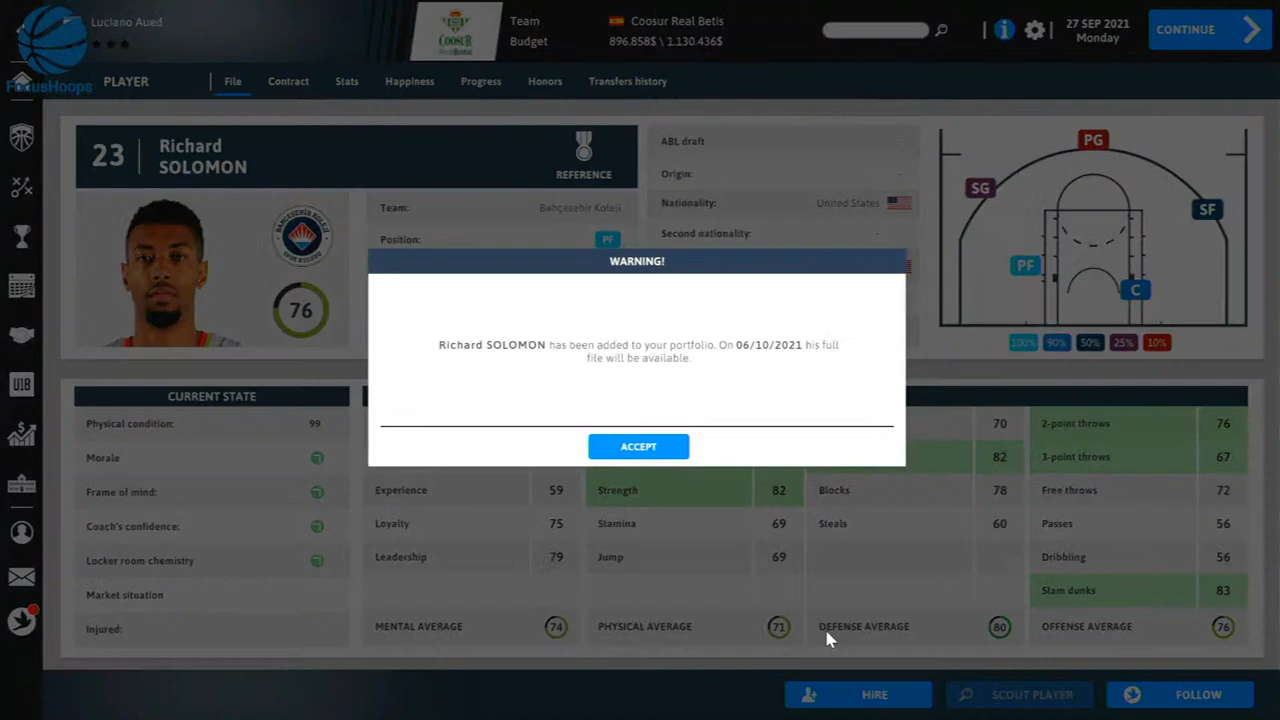 Luciano Aued
FocusHoops
COOSUR
Team
Budget
Coosur Real Betis
896.858$ \ 1.130.436$
27 SEP 2021
Monday
CONTINUE
PLAYER
File
Contract
Stats
Happiness
Progress
Honors
Transfers history
23
Richard
SOLOMON
REFERENCE
Team:
Bahçesehir Koleji
Position:
PF
76
ABL draft
-
Origin:
-
Nationality:
United States
Second nationality:
-
PG
SG
SF
PF
C
100%
90%
50%
25%
10%
WARNING!
Richard SOLOMON has been added to your portfolio. On 06/10/2021 his full
file will be available.
ACCEPT
CURRENT STATE
Physical condition:
99
Morale
Frame of mind:
Coach's confidence:
Locker room chemistry
Market situation
Injured:
Experience
59
Loyalty
75
Leadership
79
MENTAL AVERAGE
74
Strength
82
Stamina
69
Jump
69
PHYSICAL AVERAGE
71
70
82
Blocks
78
Steals
60
DEFENSE AVERAGE
80
2-point throws
76
3-point throws
67
Free throws
72
Passes
56
Dribbling
56
Slam dunks
83
OFFENSE AVERAGE
76
U18
HIRE
SCOUT PLAYER
FOLLOW